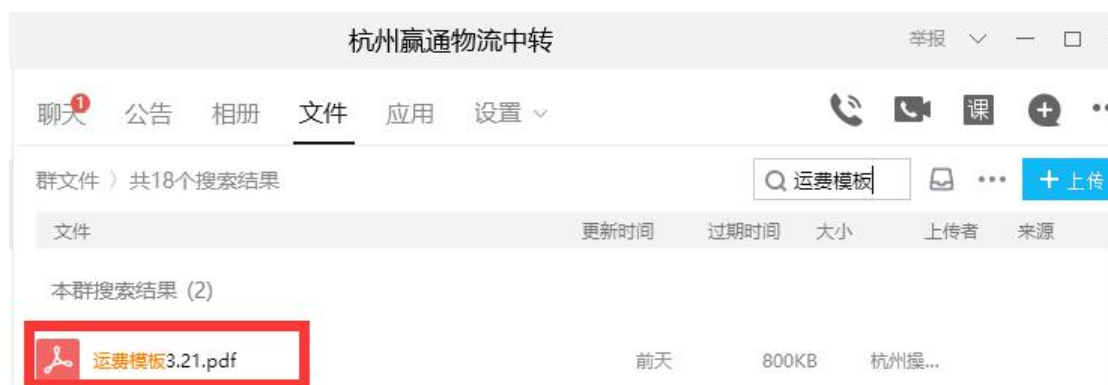 杭州赢通物流中转
举报
聊天 1 公告 相册 文件 应用 设置
课
群文件 〉共18个搜索结果
运费模板
+ 上传
文件 更新时间 过期时间 大小 上传者 来源
本群搜索结果 (2)
运费模板3.21.pdf 前天 800KB 杭州操...